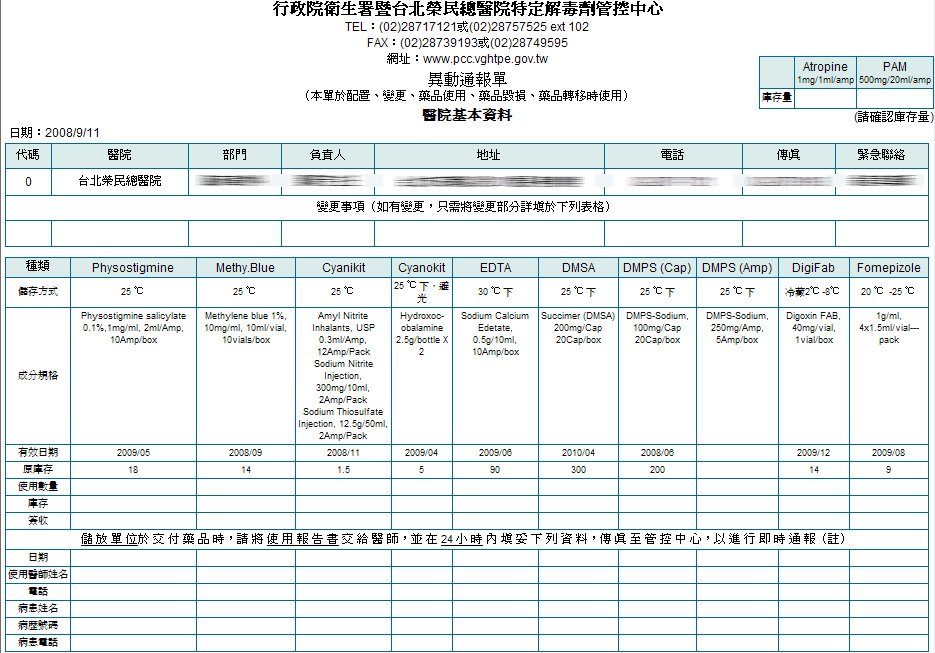 行政院衛生署暨台北榮民總醫院特定解毒劑管控中心
TEL：(02)28717121或(02)28757525 ext 102
FAX：(02)28739193或(02)28749595
網址：www.pcc.vghtpe.gov.tw
異動通報單
（本單於配置、變更、藥品使用、藥品毀損、藥品轉移時使用）
醫院基本資料
Atropine 1mg/1ml/amp PAM 500mg/20ml/amp
庫存量
(請確認庫存量)
日期：2008/9/11
代碼 醫院 部門 負責人 地址 電話 傳眞 緊急聯絡
0 台北榮民總醫院
變更事項（如有變更，只需將變更部分詳填於下列表格）
種類 Physostigmine Methy.Blue Cyanikit Cyanokit EDTA DMSA DMPS (Cap) DMPS (Amp) DigiFab Fomepizole
儲存方式 25 ℃ 25 ℃ 25 ℃ 25 ℃ 下，避光 30 ℃ 下 25 ℃ 下 25 ℃ 下 25 ℃ 下 冷藏2℃ -8℃ 20 ℃ -25 ℃
成分規格
Physostigmine salicylate
0.1%,1mg/ml, 2ml/Amp,
10Amp/box
Methylene blue 1%,
10mg/ml, 10ml/vial,
10vials/box
Amyl Nitrite
Inhalants, USP
0.3ml/Amp,
12Amp/Pack
Sodium Nitrite
Injection,
300mg/10ml,
2Amp/Pack
Sodium Thiosulfate
Injection, 12.5g/50ml,
2Amp/Pack
Hydroxoc-
obalamine
2.5g/bottle X
2
Sodium Calcium
Edetate,
0.5g/10ml,
10Amp/box
Succimer (DMSA)
200mg/Cap
20Cap/box
DMPS-Sodium,
100mg/Cap
20Cap/box
DMPS-Sodium,
250mg/Amp,
5Amp/box
Digoxin FAB,
40mg/vial,
1vial/box
1g/ml,
4x1.5ml/vial---
pack
有效日期 2009/05 2008/09 2008/11 2009/04 2009/06 2010/04 2008/06 2009/12 2009/08
原庫存 18 14 1.5 5 90 300 200 14 9
使用數量
庫存
簽收
儲放單位於交付藥品時，請將使用報告書交給醫師，並在24小時內填妥下列資料，傳眞至管控中心，以進行即時通報（註）
日期
使用醫師姓名
電話
病患姓名
病歷號碼
病患電話